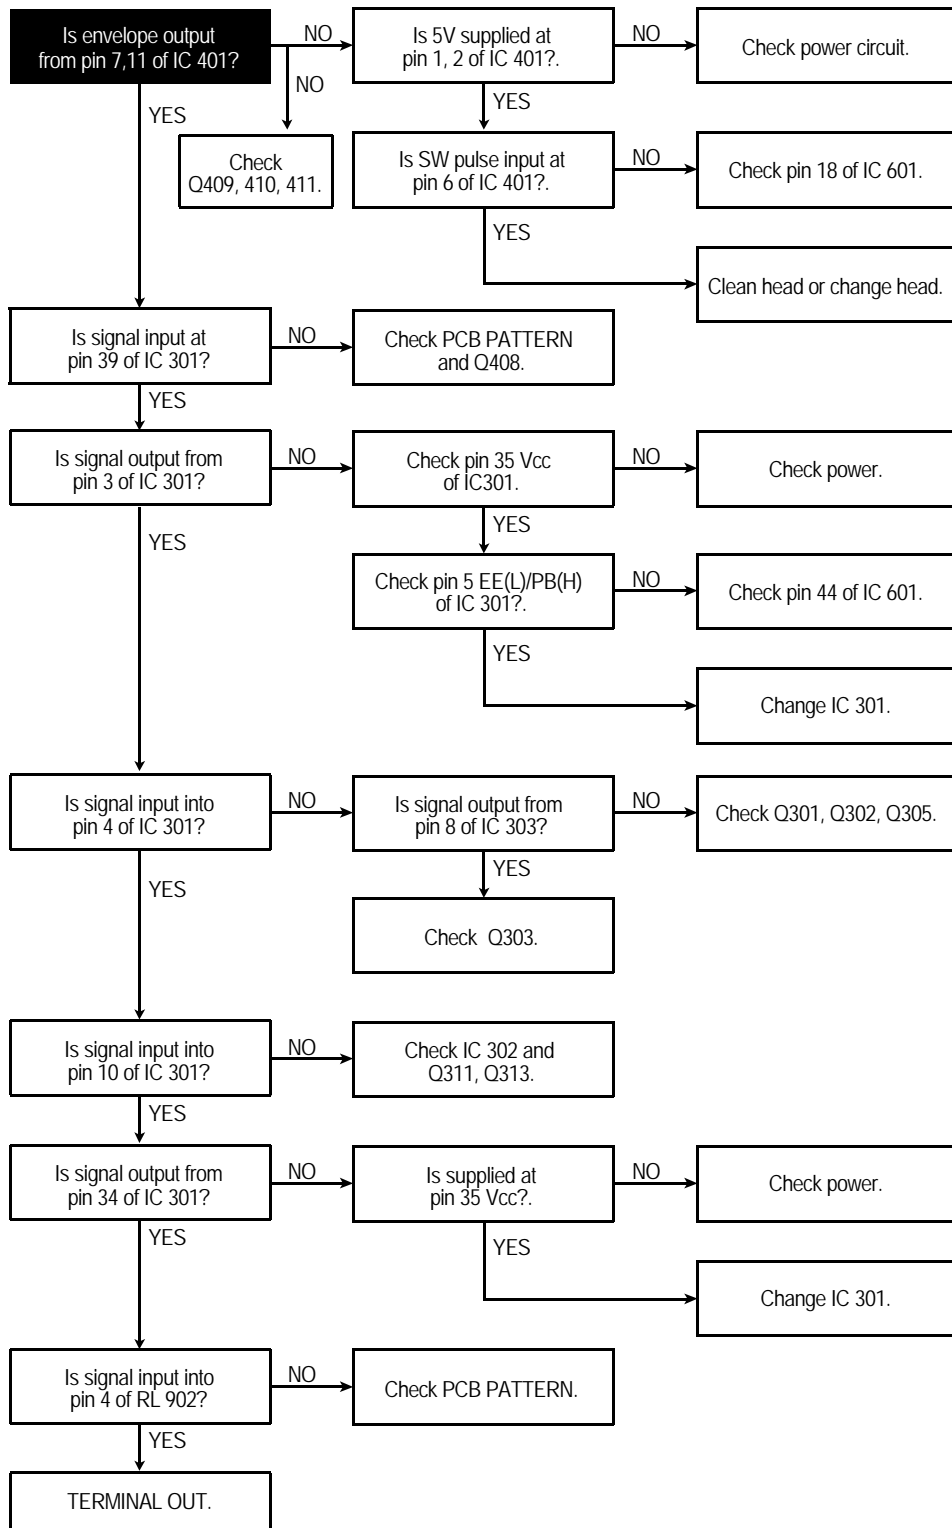 Is envelope output
from pin 7,11 of IC 401?
NO
Is 5V supplied at
pin 1, 2 of IC 401?.
NO
Check power circuit.
NO
YES
YES
Check
Q409, 410, 411.
Is SW pulse input at
pin 6 of IC 401?.
NO
Check pin 18 of IC 601.
YES
Clean head or change head.
Is signal input at
pin 39 of IC 301?
NO
Check PCB PATTERN
and Q408.
YES
Is signal output from
pin 3 of IC 301?
NO
Check pin 35 Vcc
of IC301.
NO
Check power.
YES
YES
Check pin 5 EE(L)/PB(H)
of IC 301?.
NO
Check pin 44 of IC 601.
YES
Change IC 301.
Is signal input into
pin 4 of IC 301?
NO
Is signal output from
pin 8 of IC 303?
NO
Check Q301, Q302, Q305.
YES
YES
Check Q303.
Is signal input into
pin 10 of IC 301?
NO
Check IC 302 and
Q311, Q313.
YES
Is signal output from
pin 34 of IC 301?
NO
Is supplied at
pin 35 Vcc?.
NO
Check power.
YES
YES
Change IC 301.
Is signal input into
pin 4 of RL 902?
NO
Check PCB PATTERN.
YES
TERMINAL OUT.